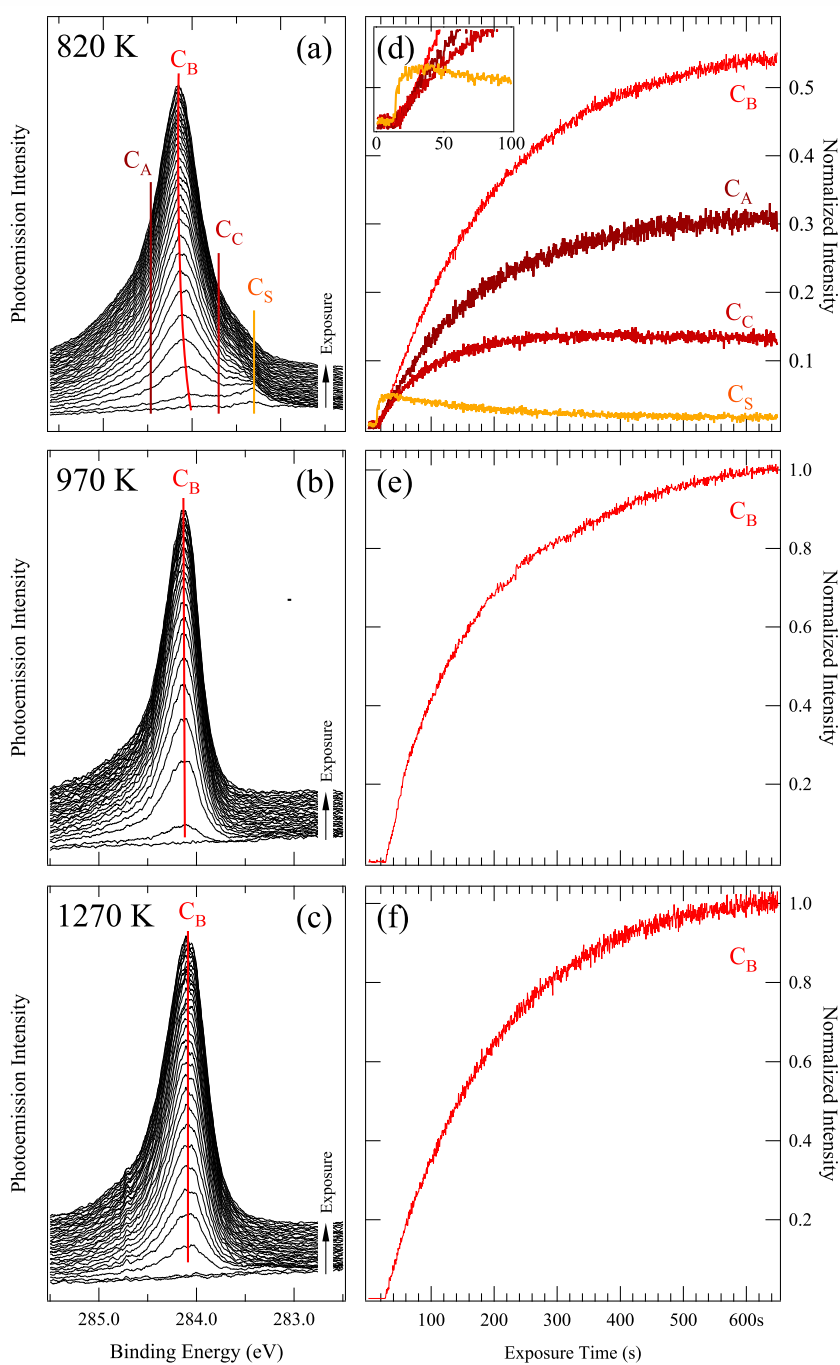 820 K
(a)
C_B
C_A
C_C
C_S
Exposure
Photoemission Intensity
(d)
0
50
100
C_B
C_A
C_C
C_S
0.5
0.4
0.3
0.2
0.1
Normalized Intensity
970 K
(b)
C_B
Exposure
Photoemission Intensity
(e)
C_B
1.0
0.8
0.6
0.4
0.2
Normalized Intensity
1270 K
(c)
C_B
Exposure
Photoemission Intensity
285.0 284.0 283.0
Binding Energy (eV)
(f)
C_B
1.0
0.8
0.6
0.4
0.2
Normalized Intensity
100 200 300 400 500 600s
Exposure Time (s)